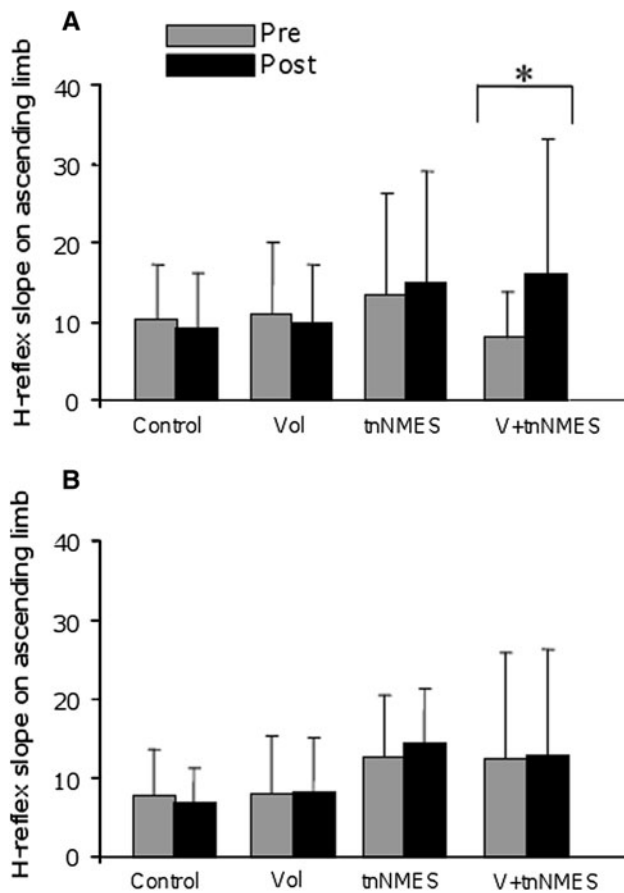 A
Pre
Post
*
H-reflex slope on ascending limb
40
30
20
10
0
Control Vol tnNMES V+tnNMES
B
H-reflex slope on ascending limb
40
30
20
10
0
Control Vol tnNMES V+tnNMES